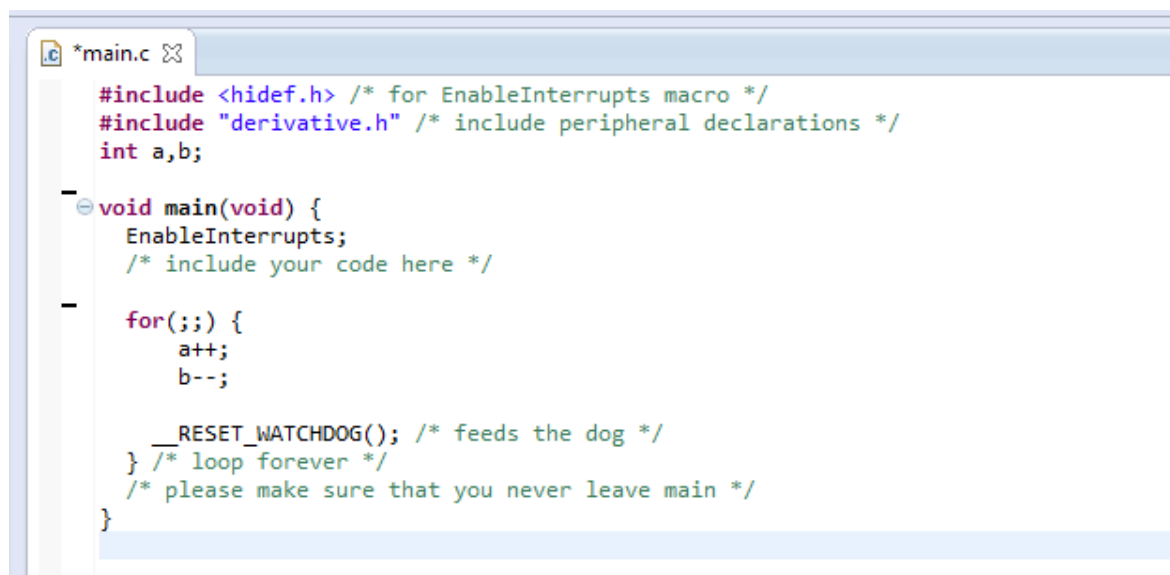 *main.c
#include <hidef.h> /* for EnableInterrupts macro */
#include "derivative.h" /* include peripheral declarations */
int a,b;
void main(void) {
EnableInterrupts;
/* include your code here */
for(;;) {
a++;
b--;
__RESET_WATCHDOG(); /* feeds the dog */
} /* loop forever */
/* please make sure that you never leave main */
}